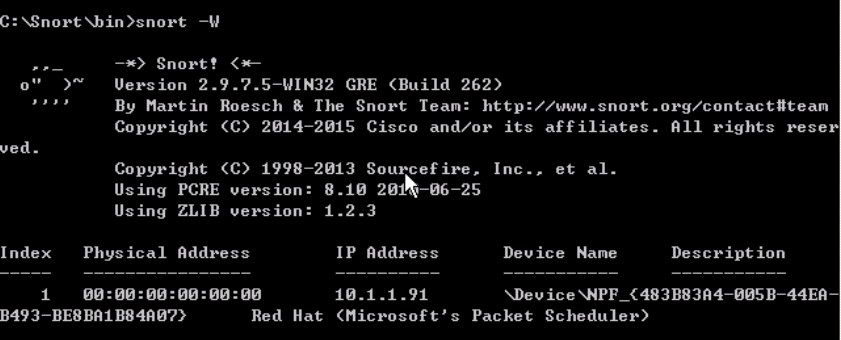 C:\Snort\bin>snort -W
,,_ -*> Snort! <*-
o" )~ Version 2.9.7.5-WIN32 GRE (Build 262)
'''' By Martin Roesch & The Snort Team: http://www.snort.org/contact#team
Copyright (C) 2014-2015 Cisco and/or its affiliates. All rights reser
ved.
Copyright (C) 1998-2013 Sourcefire, Inc., et al.
Using PCRE version: 8.10 2010-06-25
Using ZLIB version: 1.2.3
Index Physical Address IP Address Device Name Description
----- ---------------- ---------- ----------- -----------
1 00:00:00:00:00:00 10.1.1.91 \Device\NPF_{483B83A4-005B-44EA-
B493-BE8BA1B84A07} Red Hat (Microsoft's Packet Scheduler)